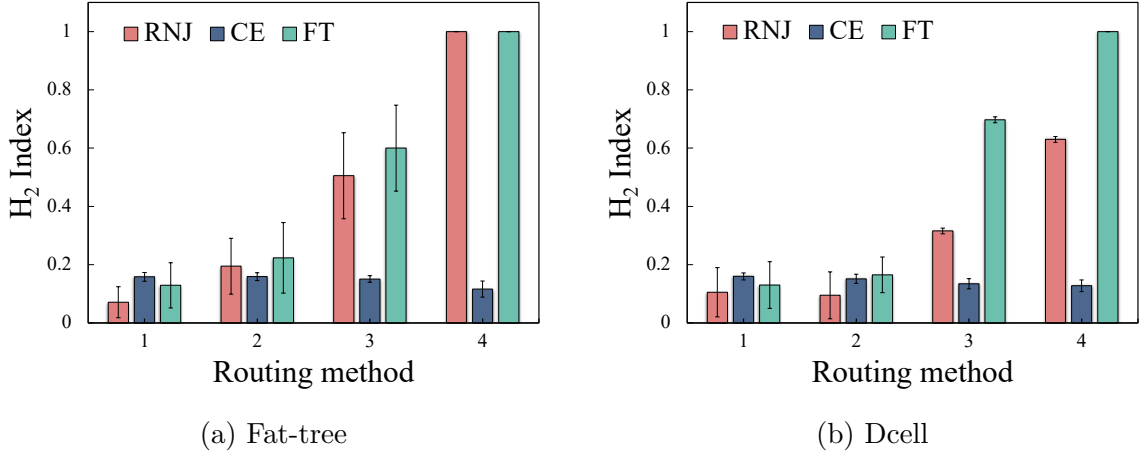 RNJ CE FT
1
0.8
0.6
0.4
0.2
0
H₂ Index
1 2 3 4
Routing method
(a) Fat-tree
RNJ CE FT
1
0.8
0.6
0.4
0.2
0
H₂ Index
1 2 3 4
Routing method
(b) Dcell